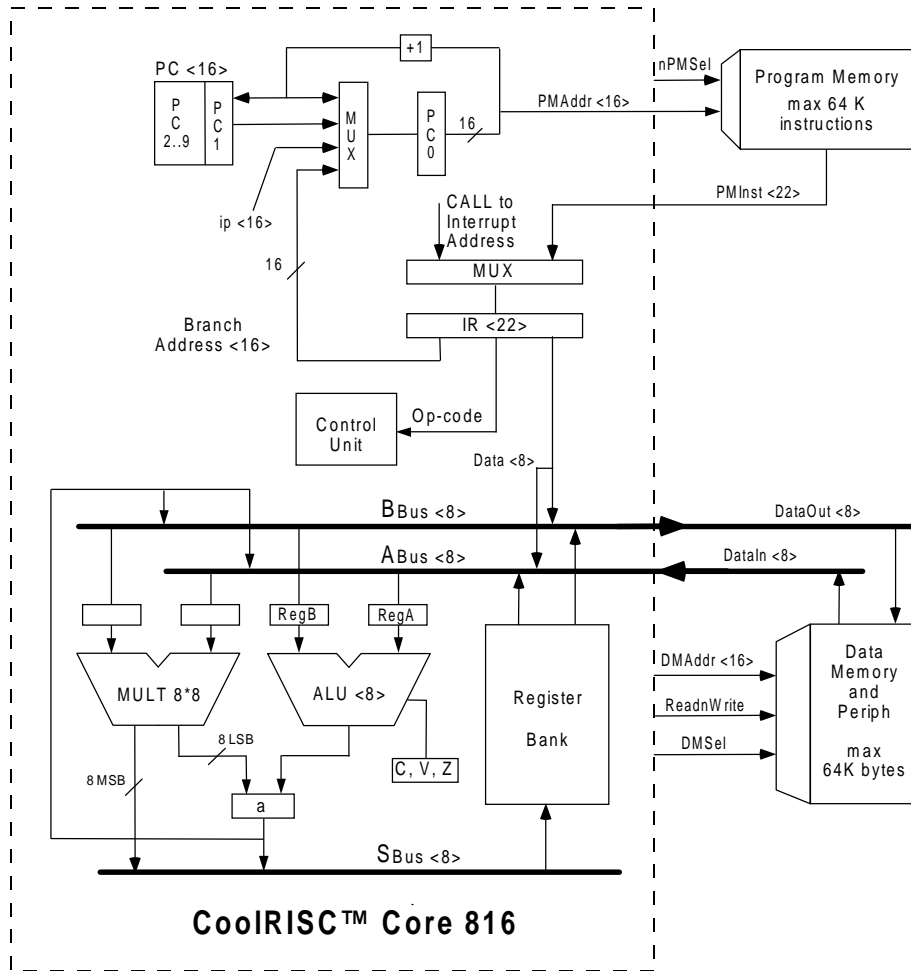 +1
PC <16>
nPMSel
Program Memory
max 64 K
instructions
P
C
2..9
P
C
1
M
U
X
P
C
0
16
PMAddr <16>
ip <16>
CALL to
Interrupt
Address
PMInst <22>
16
MUX
Branch
Address <16>
IR <22>
Control
Unit
Op-code
Data <8>
BBus <8>
DataOut <8>
ABus <8>
DataIn <8>
RegB
RegA
MULT 8*8
ALU <8>
Register
Bank
DMAddr <16>
ReadnWrite
DMSel
Data
Memory
and
Periph
max
64K bytes
8 LSB
8 MSB
C, V, Z
a
SBus <8>
CoolRISC™ Core 816